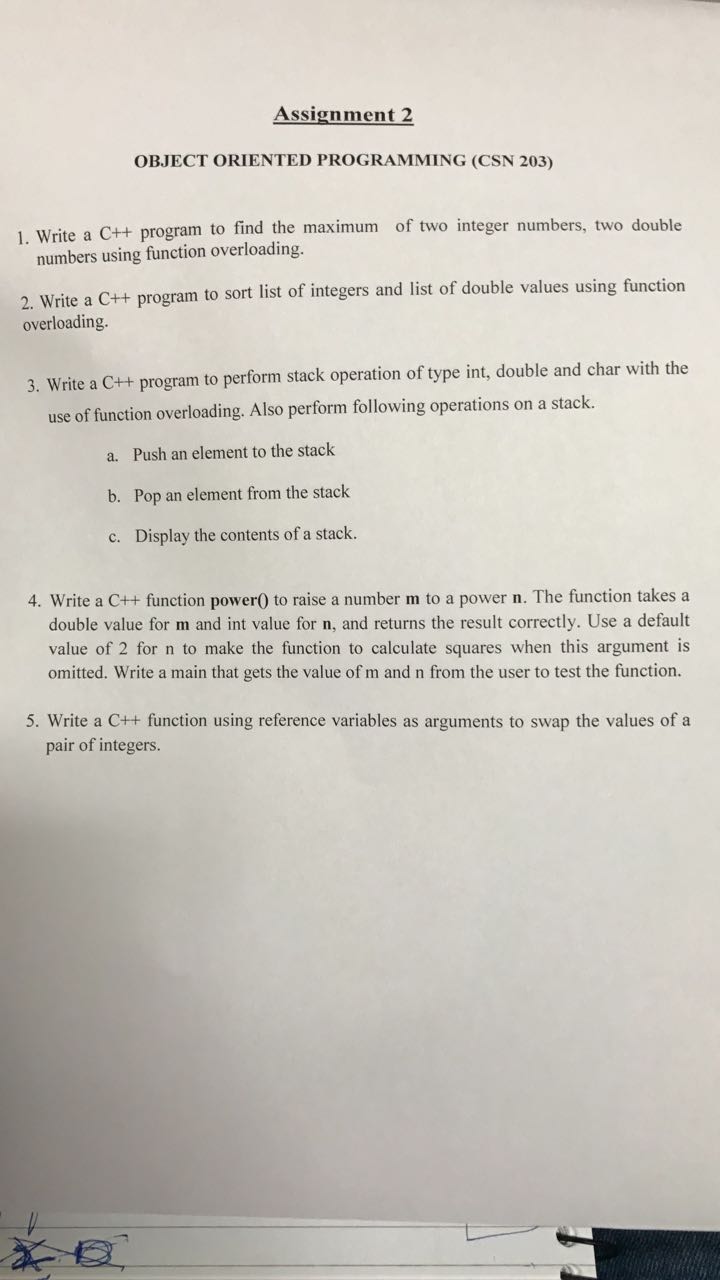 Assignment 2
OBJECT ORIENTED PROGRAMMING (CSN 203)
1. Write a C++ program to find the maximum of two integer numbers, two double
numbers using function overloading.
2. Write a C++ program to sort list of integers and list of double values using function
overloading.
3. Write a C++ program to perform stack operation of type int, double and char with the
use of function overloading. Also perform following operations on a stack.
a. Push an element to the stack
b. Pop an element from the stack
c. Display the contents of a stack.
4. Write a C++ function power() to raise a number m to a power n. The function takes a
double value for m and int value for n, and returns the result correctly. Use a default
value of 2 for n to make the function to calculate squares when this argument is
omitted. Write a main that gets the value of m and n from the user to test the function.
5. Write a C++ function using reference variables as arguments to swap the values of a
pair of integers.